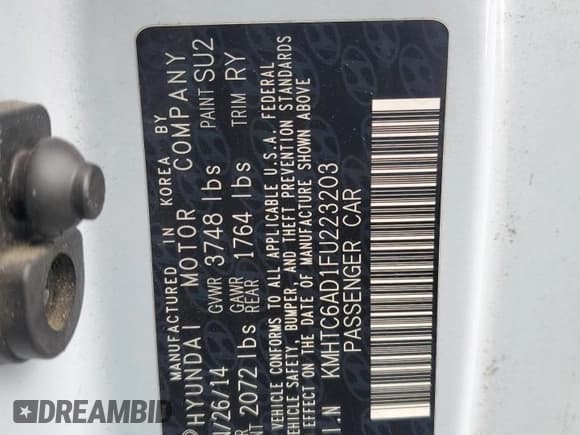 MANUFACTURED IN KOREA BY
HYUNDAI MOTOR COMPANY
/26/14 GVWR 3748 lbs PAINT SU2
2072 lbs GAWR REAR 1764 lbs TRIM RY
VEHICLE CONFORMS TO ALL APPLICABLE U.S.A. FEDERAL
VEHICLE SAFETY, BUMPER, AND THEFT PREVENTION STANDARDS
EFFECT ON THE DATE OF MANUFACTURE SHOWN ABOVE
I.N KMHTC6AD1FU223203
PASSENGER CAR
DREAMBID